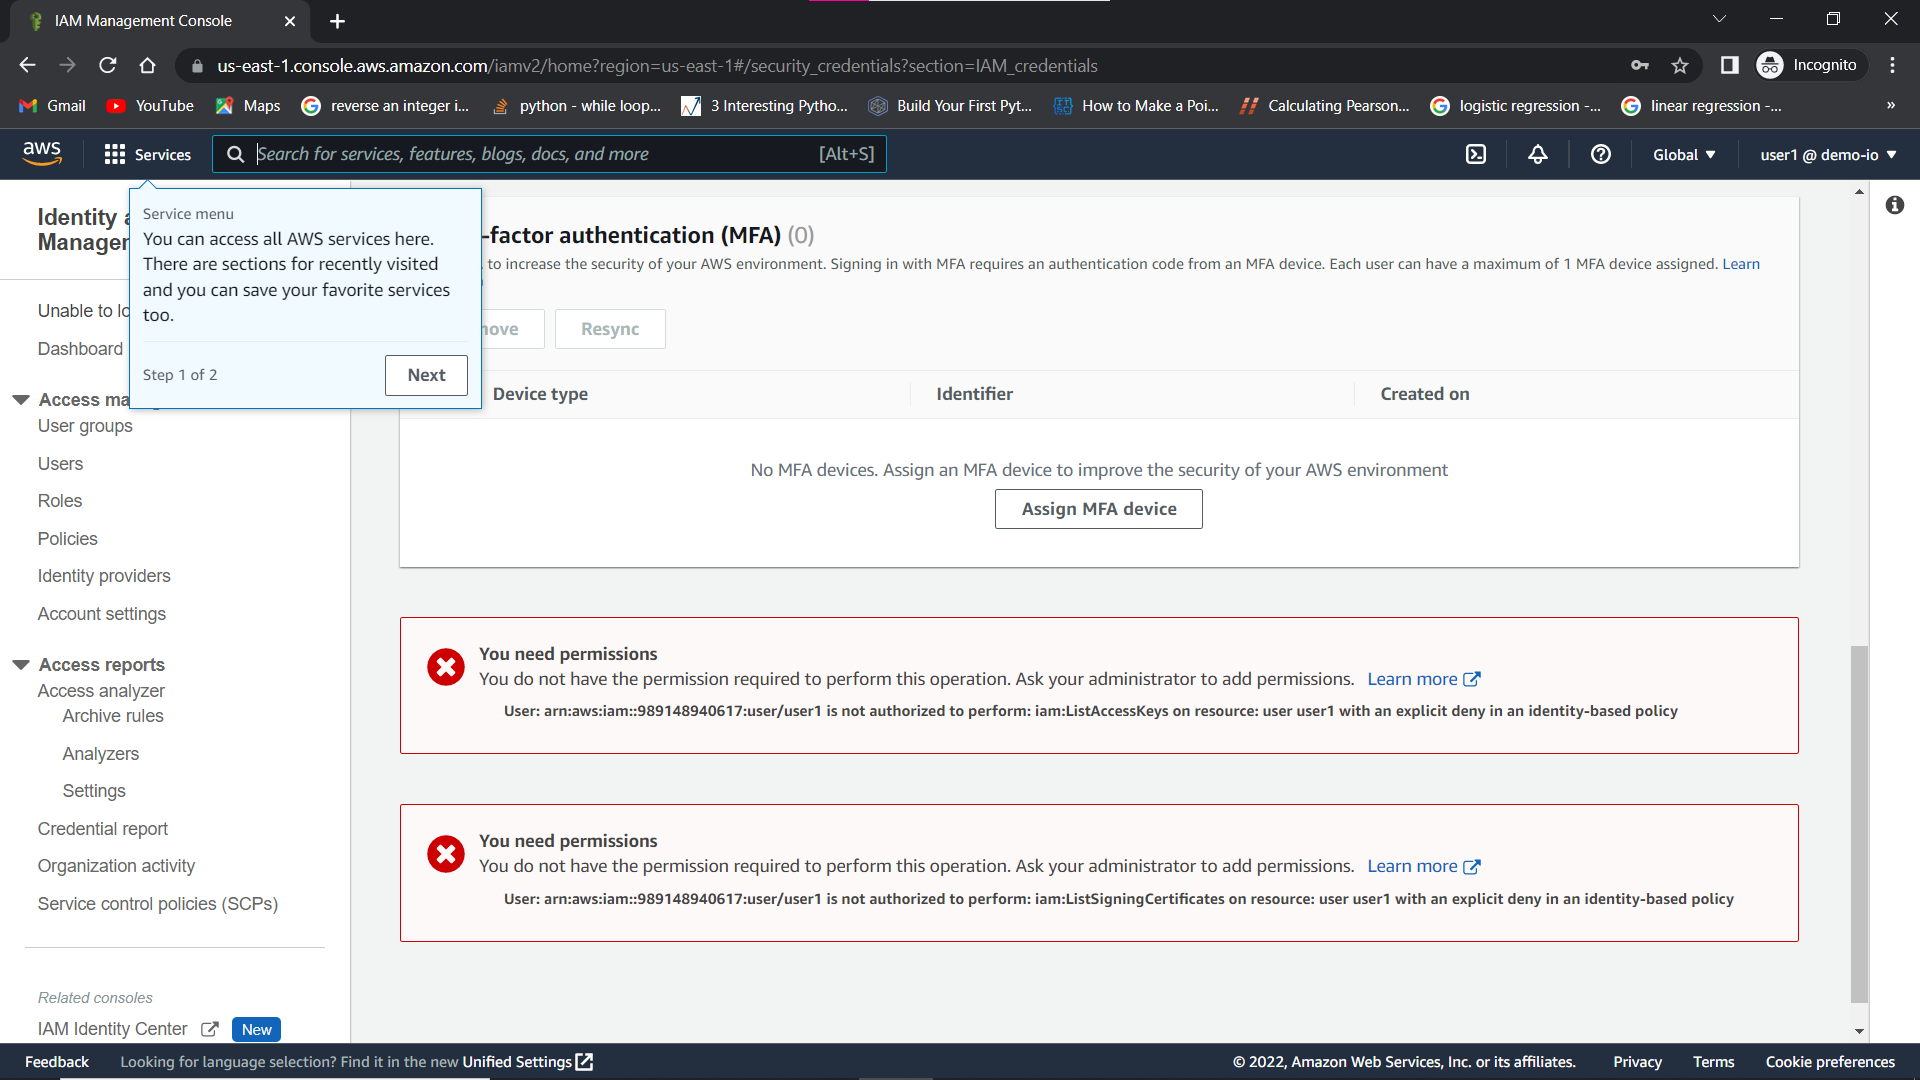 IAM Management Console
us-east-1.console.aws.amazon.com/iamv2/home?region=us-east-1#/security_credentials?section=IAM_credentials
Incognito
Gmail
YouTube
Maps
reverse an integer i...
python - while loop...
3 Interesting Pytho...
Build Your First Pyt...
How to Make a Poi...
Calculating Pearson...
logistic regression -...
linear regression -...
»
aws
Services
Search for services, features, blogs, docs, and more
[Alt+S]
Global
user1 @ demo-io
Identity a
Manager
Unable to lo
Dashboard
Access ma
User groups
Users
Roles
Policies
Identity providers
Account settings
Access reports
Access analyzer
Archive rules
Analyzers
Settings
Credential report
Organization activity
Service control policies (SCPs)
Related consoles
IAM Identity Center
New
Service menu
You can access all AWS services here.
There are sections for recently visited
and you can save your favorite services
too.
Step 1 of 2
Next
-factor authentication (MFA) (0)
to increase the security of your AWS environment. Signing in with MFA requires an authentication code from an MFA device. Each user can have a maximum of 1 MFA device assigned. Learn
nove
Resync
Device type
Identifier
Created on
No MFA devices. Assign an MFA device to improve the security of your AWS environment
Assign MFA device
You need permissions
You do not have the permission required to perform this operation. Ask your administrator to add permissions. Learn more
User: arn:aws:iam::989148940617:user/user1 is not authorized to perform: iam:ListAccessKeys on resource: user user1 with an explicit deny in an identity-based policy
You need permissions
You do not have the permission required to perform this operation. Ask your administrator to add permissions. Learn more
User: arn:aws:iam::989148940617:user/user1 is not authorized to perform: iam:ListSigningCertificates on resource: user user1 with an explicit deny in an identity-based policy
Feedback
Looking for language selection? Find it in the new Unified Settings
© 2022, Amazon Web Services, Inc. or its affiliates.
Privacy
Terms
Cookie preferences